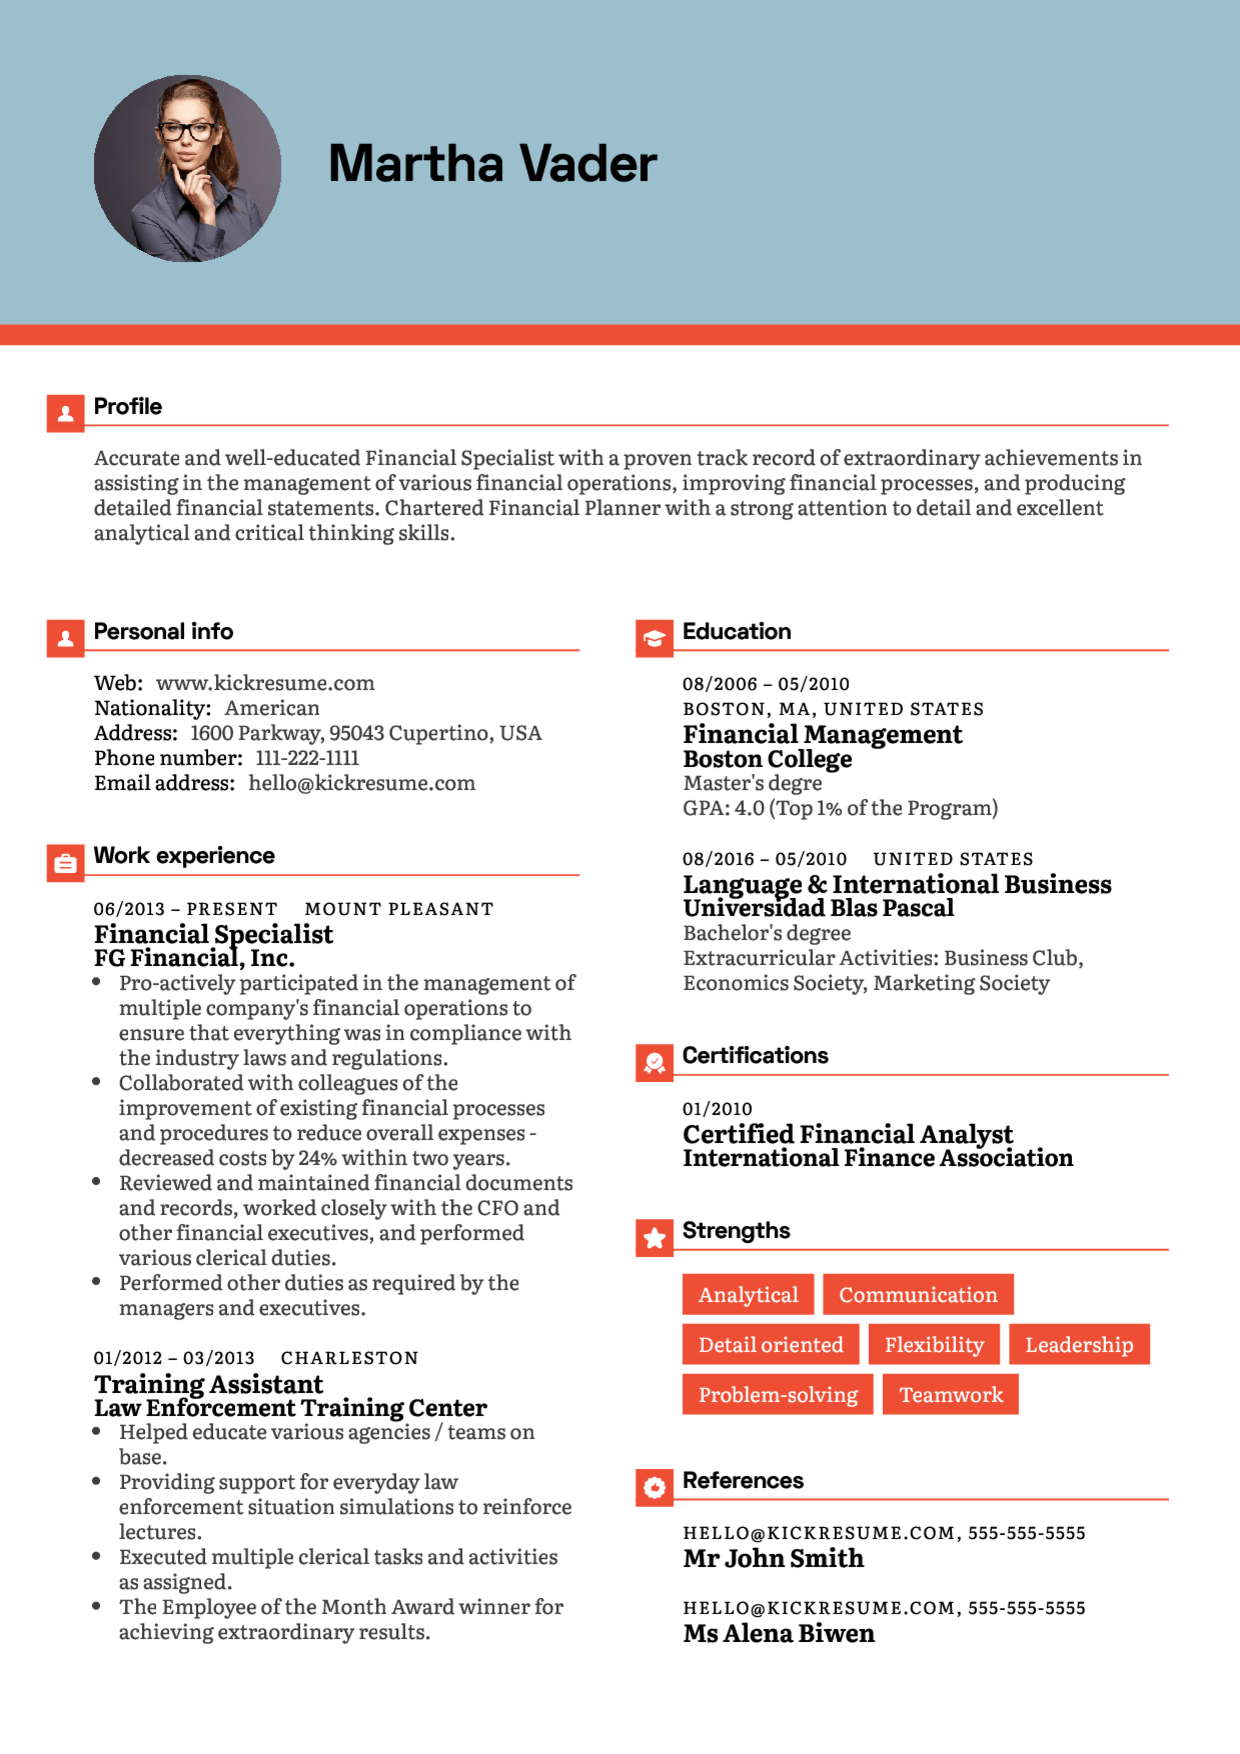 Martha Vader
Profile
Accurate and well-educated Financial Specialist with a proven track record of extraordinary achievements in
assisting in the management of various financial operations, improving financial processes, and producing
detailed financial statements. Chartered Financial Planner with a strong attention to detail and excellent
analytical and critical thinking skills.
Personal info
Web: www.kickresume.com
Nationality: American
Address: 1600 Parkway, 95043 Cupertino, USA
Phone number: 111-222-1111
Email address: hello@kickresume.com
Work experience
06/2013 – PRESENT MOUNT PLEASANT
Financial Specialist
FG Financial, Inc.
• Pro-actively participated in the management of
multiple company's financial operations to
ensure that everything was in compliance with
the industry laws and regulations.
• Collaborated with colleagues of the
improvement of existing financial processes
and procedures to reduce overall expenses -
decreased costs by 24% within two years.
• Reviewed and maintained financial documents
and records, worked closely with the CFO and
other financial executives, and performed
various clerical duties.
• Performed other duties as required by the
managers and executives.
01/2012 – 03/2013 CHARLESTON
Training Assistant
Law Enforcement Training Center
• Helped educate various agencies / teams on
base.
• Providing support for everyday law
enforcement situation simulations to reinforce
lectures.
• Executed multiple clerical tasks and activities
as assigned.
• The Employee of the Month Award winner for
achieving extraordinary results.
Education
08/2006 – 05/2010
BOSTON, MA, UNITED STATES
Financial Management
Boston College
Master's degre
GPA: 4.0 (Top 1% of the Program)
08/2016 – 05/2010 UNITED STATES
Language & International Business
Universidad Blas Pascal
Bachelor's degree
Extracurricular Activities: Business Club,
Economics Society, Marketing Society
Certifications
01/2010
Certified Financial Analyst
International Finance Association
Strengths
Analytical Communication
Detail oriented Flexibility Leadership
Problem-solving Teamwork
References
HELLO@KICKRESUME.COM, 555-555-5555
Mr John Smith
HELLO@KICKRESUME.COM, 555-555-5555
Ms Alena Biwen